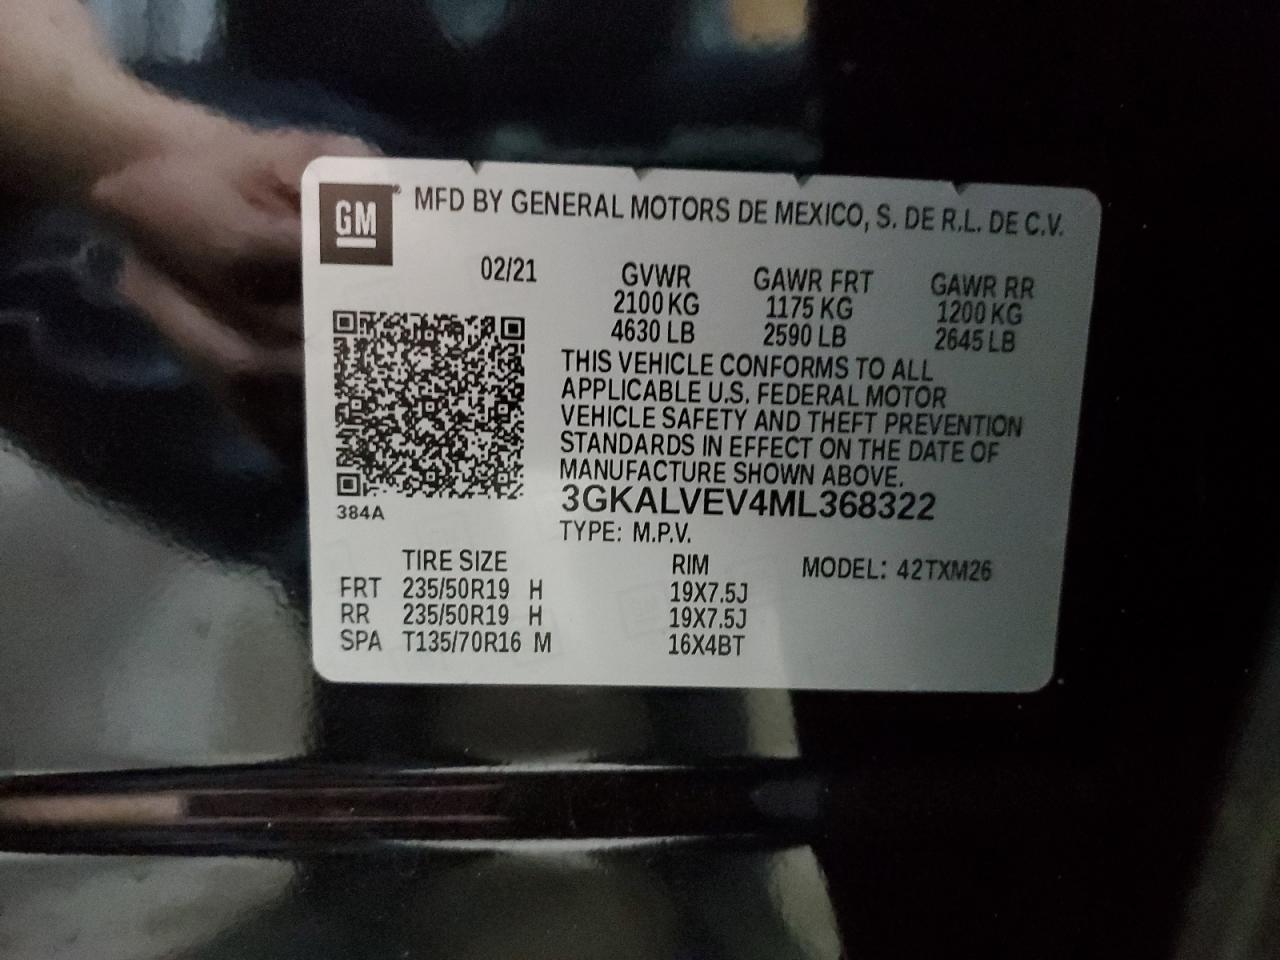 GM® MFD BY GENERAL MOTORS DE MEXICO, S. DE R.L. DE C.V.
02/21 GVWR GAWR FRT GAWR RR
2100 KG 1175 KG 1200 KG
4630 LB 2590 LB 2645 LB
THIS VEHICLE CONFORMS TO ALL
APPLICABLE U.S. FEDERAL MOTOR
VEHICLE SAFETY AND THEFT PREVENTION
STANDARDS IN EFFECT ON THE DATE OF
MANUFACTURE SHOWN ABOVE.
3GKALVEV4ML368322
384A
TYPE: M.P.V.
TIRE SIZE RIM MODEL: 42TXM26
FRT 235/50R19 H 19X7.5J
RR 235/50R19 H 19X7.5J
SPA T135/70R16 M 16X4BT